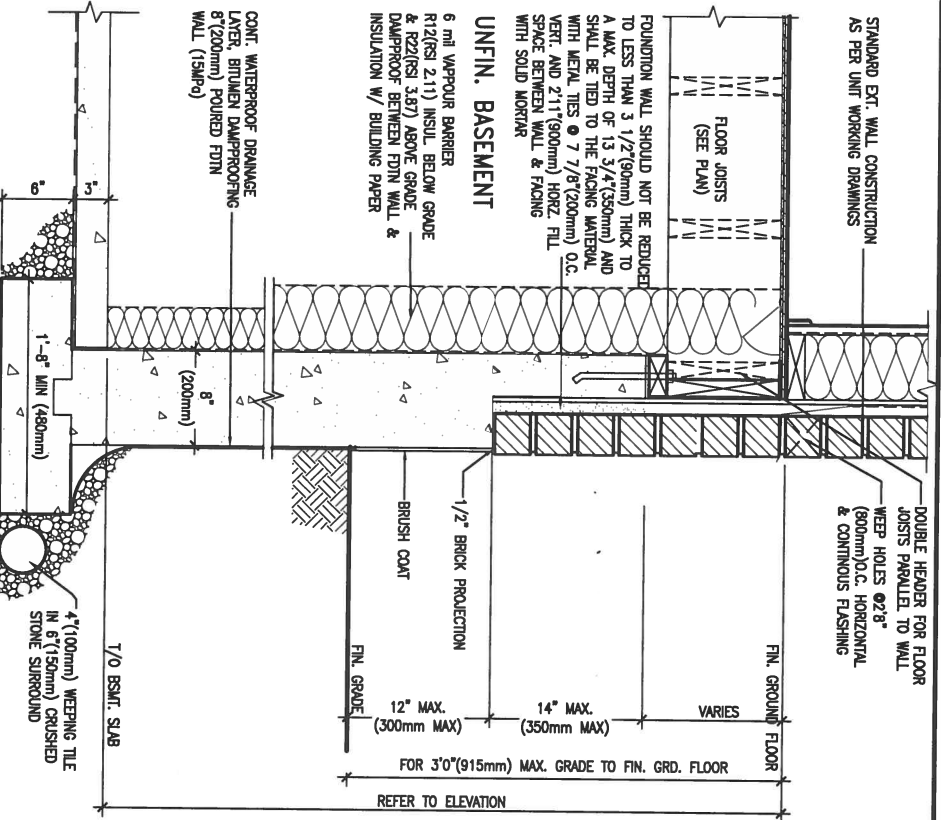 STANDARD EXT. WALL CONSTRUCTION
AS PER UNIT WORKING DRAWINGS
FLOOR JOISTS
(SEE PLAN)
FOUNDTION WALL SHOULD NOT BE REDUCED
TO LESS THAN 3 1/2"(90mm) THICK TO
A MAX. DEPTH OF 13 3/4"(350mm) AND
SHALL BE TIED TO THE FACING MATERIAL
WITH METAL TIES @ 7 7/8"(200mm) O.C.
VERT. AND 2'11"(900mm) HORZ. FILL
SPACE BETWEEN WALL & FACING
WITH SOLID MORTAR
UNFIN. BASEMENT
6 mil VAPPOUR BARRIER
R12(RSI 2.11) INSUL BELOW GRADE
& R22(RSI 3.87) ABOVE GRADE
DAMPPROOF BETWEEN FDTN WALL &
INSULATION W/ BUILDING PAPER
CONT. WATERPROOF DRAINAGE
LAYER, BITUMEN DAMPPROOFING
8"(200mm) POURED FDTN
WALL (15MPa)
6"
3"
1'-8" MIN (480mm)
8"
(200mm)
DOUBLE HEADER FOR FLOOR
JOISTS PARALLEL TO WALL
WEEP HOLES @2'8"
(800mm)O.C. HORIZONTAL
& CONTINOUS FLASHING
1/2" BRICK PROJECTION
BRUSH COAT
4"(100mm) WEEPING TILE
IN 6"(150mm) CRUSHED
STONE SURROUND
T/O BSMT. SLAB
FIN. GRADE
FIN. GROUND FLOOR
12" MAX.
(300mm MAX)
14" MAX.
(350mm MAX)
VARIES
FOR 3'0"(915mm) MAX. GRADE TO FIN. GRD. FLOOR
REFER TO ELEVATION